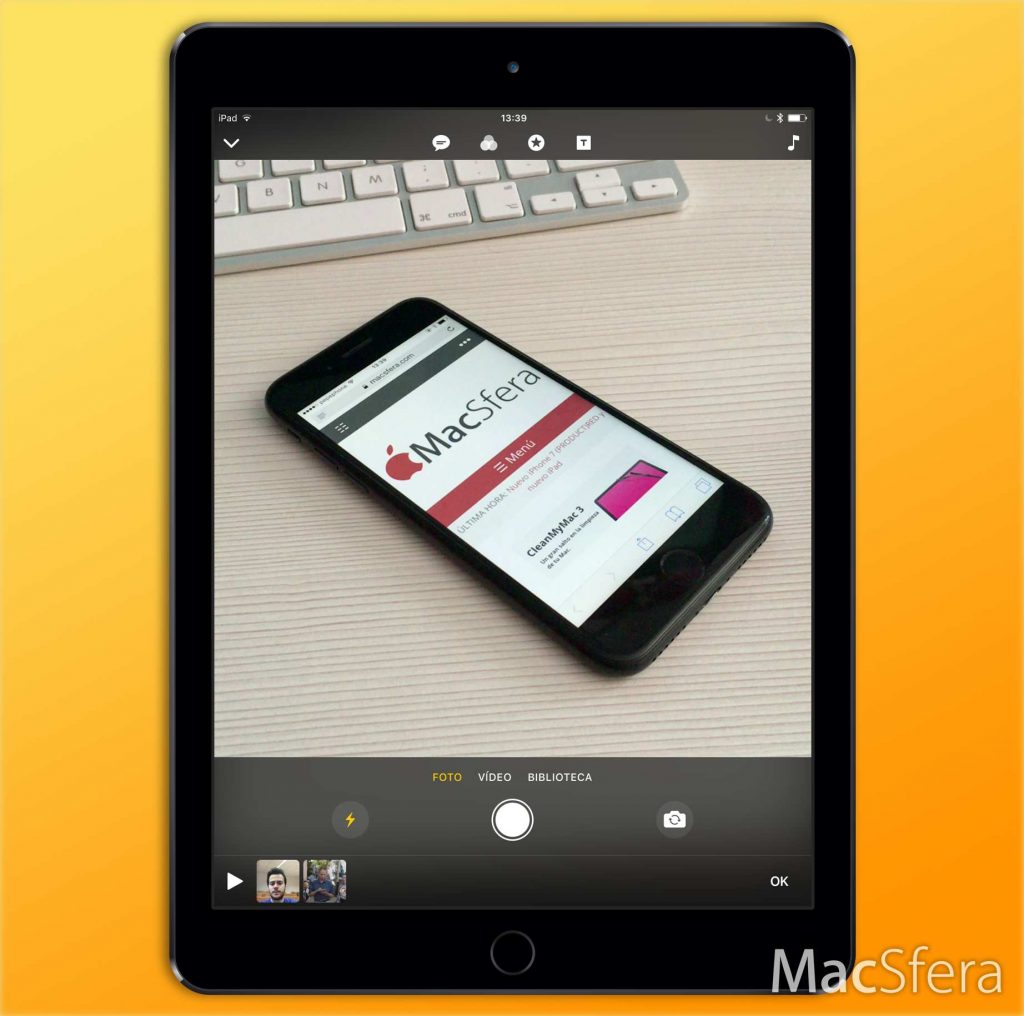 iPad
13:39
T
G
V B N M ; :
⌘ cmd
pepephone 13:39
macsfera.com
MacSfera
☰ Menú
ÚLTIMA HORA: Nuevo iPhone 7 (PRODUCT)RED y
nuevo iPad
CleanMyMac 3
Un gran salto en la limpieza
de tu Mac.
FOTO VÍDEO BIBLIOTECA
OK
MacSfera